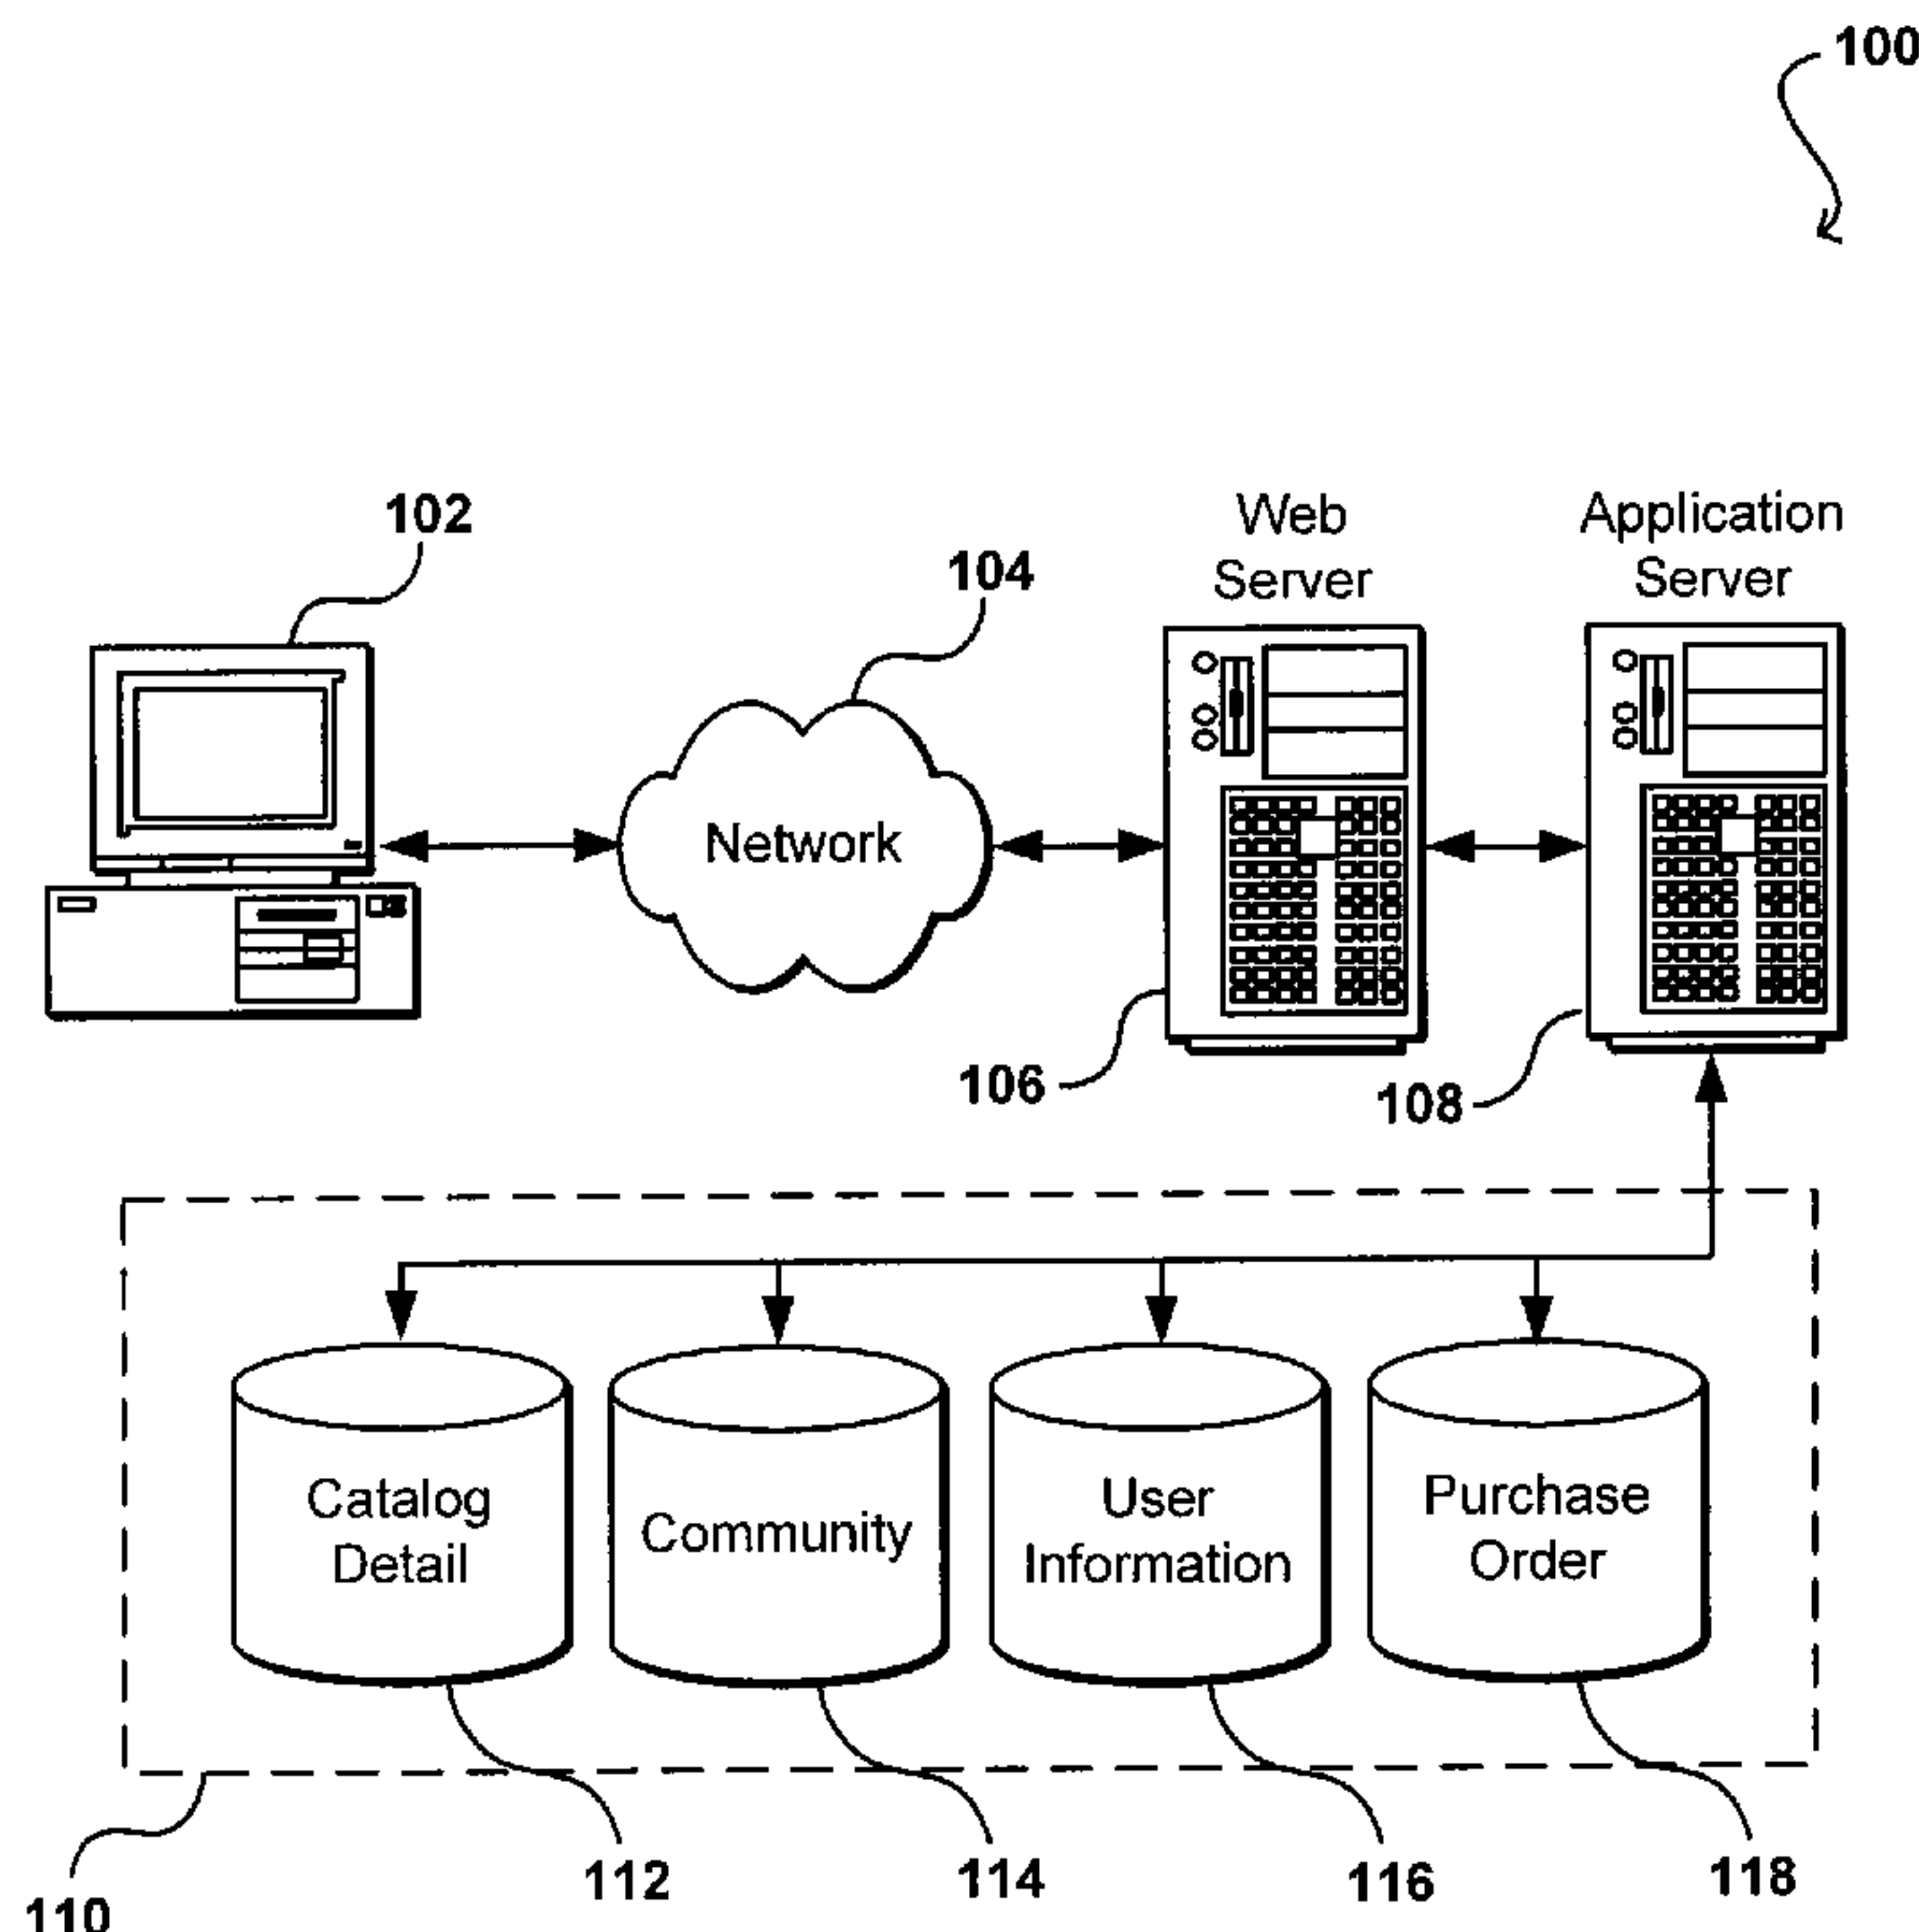 100
102
104
Web
Server
Application
Server
Network
106
108
Catalog
Detail
Community
User
Information
Purchase
Order
110
112
114
116
118